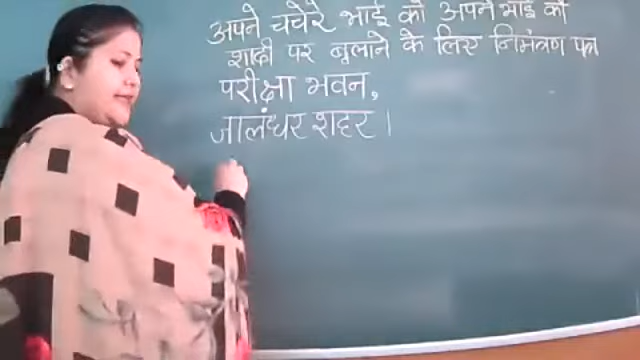 अपने चचेरे भाई को अपने भाई की
शादी पर बुलाने के लिए निमंत्रण पत्र
परीक्षा भवन,
जालंधर शहर।